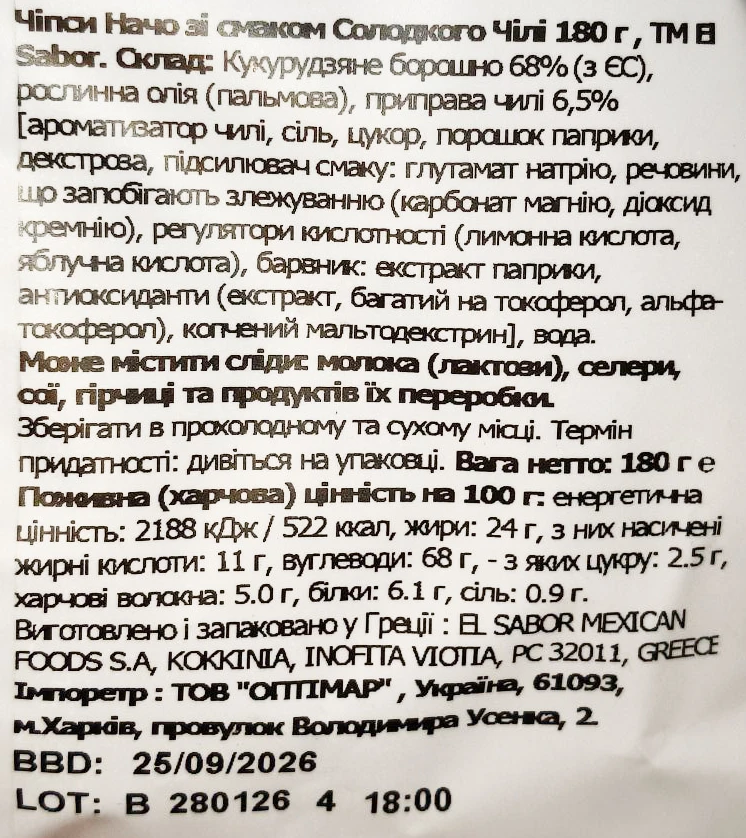 Чіпси Начо зі смаком Солодкого Чілі 180 г, ТМ El
Sabor. Склад: Кукурудзяне борошно 68% (з ЄС),
рослинна олія (пальмова), приправа чилі 6,5%
[ароматизатор чилі, сіль, цукор, порошок паприки,
декстрова, підсилювач смаку: глутамат натрію, речовини,
що запобігають злежуванню (карбонат магнію, діоксид
кремнію), регулятори кислотності (лимонна кислота,
яблучна кислота), барвник: екстракт паприки,
антиоксиданти (екстракт, багатий на токоферол, альфа-
токоферол), копчений мальтодекстрин], вода.
Може містити сліди: молока (лактози), селери,
сої, гірчиці та продуктів їх переробки.
Зберігати в прохолодному та сухому місці. Термін
придатності: дивіться на упаковці. Вага нетто: 180 г е
Поживна (харчова) цінність на 100 г: енергетична
цінність: 2188 кДж / 522 ккал, жири: 24 г, з них насичені
жирні кислоти: 11 г, вуглеводи: 68 г, - з яких цукру: 2.5 г,
харчові волокна: 5.0 г, білки: 6.1 г, сіль: 0.9 г.
Виготовлено і запаковано у Греції : EL SABOR MEXICAN
FOODS S.A, KOKKINIA, INOFITA VIOTIA, PC 32011, GREECE
Імпоретр : ТОВ "ОПТІМАР" , Україна, 61093,
м.Харків, провулок Володимира Усенка, 2.
BBD: 25/09/2026
LOT: B 280126 4 18:00